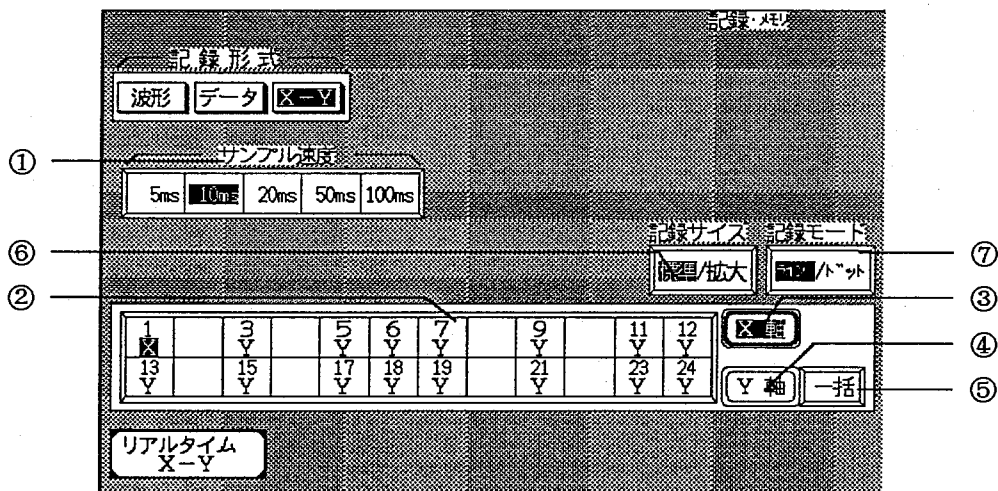 記録・メモリ
記録形式
波形 データ X－Y
① サンプル速度
5ms 10ms 20ms 50ms 100ms
記録サイズ 記録モード
⑥ 標準/拡大 ライン/ドット ⑦
② ③
1 3 5 6 7 9 11 12 X 軸
X Y Y Y Y Y Y Y ④
13 15 17 18 19 21 23 24
Y Y Y Y Y Y Y Y Y 軸 一括 ⑤
リアルタイム
X－Y